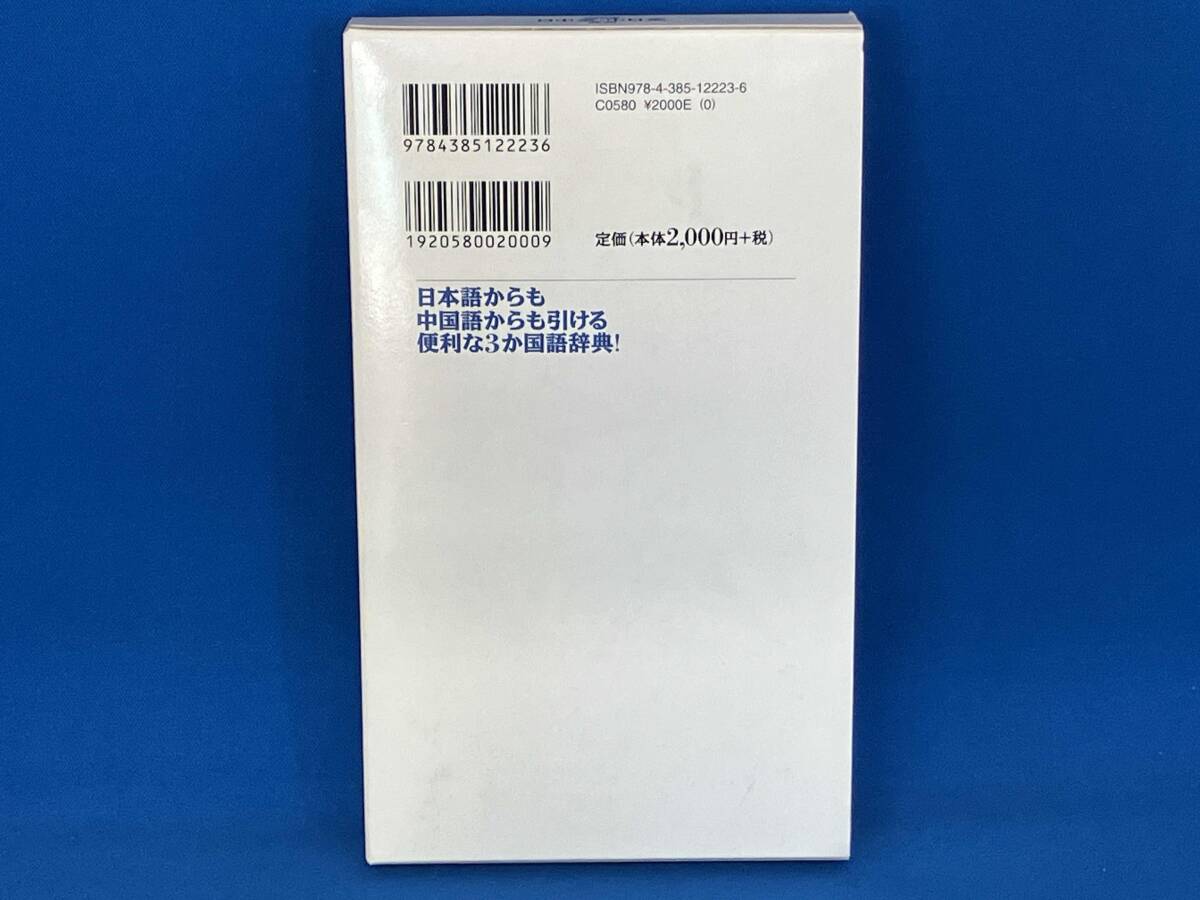 ISBN978-4-385-12223-6
C0580 ¥2000E (0)
9784385122236
1920580020009
定価(本体2,000円+税)
日本語からも
中国語からも引ける
便利な3か国語辞典!